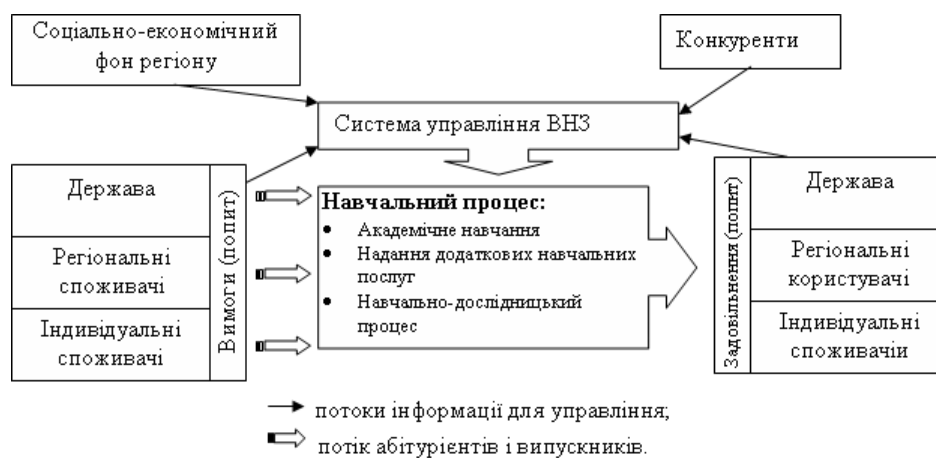 Соціально-економічний
фон регіону
Конкуренти
Система управління ВНЗ
Держава
Регіональні
споживачі
Індивідуальні
споживачі
Вимоги (попит)
Навчальний процес:
• Академічне навчання
• Надання додаткових навчальних
послуг
• Навчально-дослідницький
процес
Задовільнення (попит)
Держава
Регіональні
користувачі
Індивідуальні
споживачіи
потоки інформації для управління;
потік абітурієнтів і випускників.